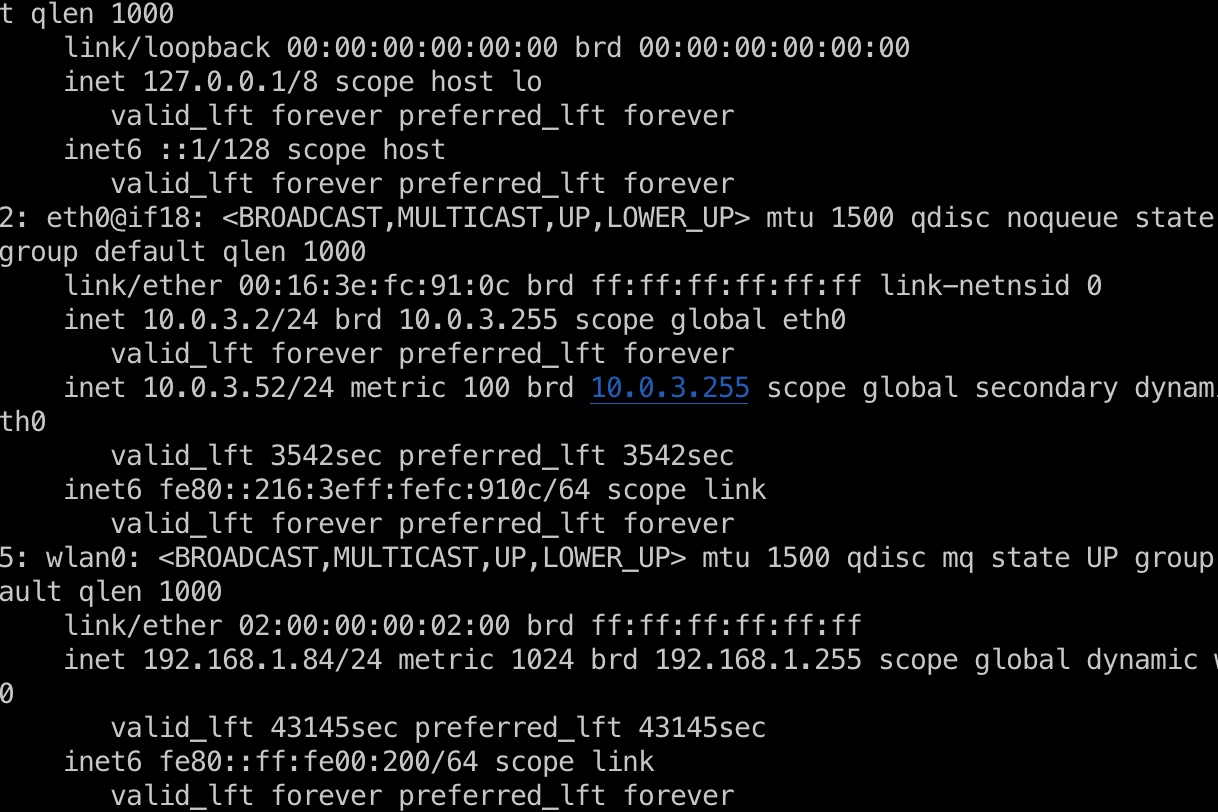 t qlen 1000
link/loopback 00:00:00:00:00:00 brd 00:00:00:00:00:00
inet 127.0.0.1/8 scope host lo
valid_lft forever preferred_lft forever
inet6 ::1/128 scope host
valid_lft forever preferred_lft forever
2: eth0@if18: <BROADCAST,MULTICAST,UP,LOWER_UP> mtu 1500 qdisc noqueue state
group default qlen 1000
link/ether 00:16:3e:fc:91:0c brd ff:ff:ff:ff:ff:ff link-netnsid 0
inet 10.0.3.2/24 brd 10.0.3.255 scope global eth0
valid_lft forever preferred_lft forever
inet 10.0.3.52/24 metric 100 brd 10.0.3.255 scope global secondary dynami
th0
valid_lft 3542sec preferred_lft 3542sec
inet6 fe80::216:3eff:fefc:910c/64 scope link
valid_lft forever preferred_lft forever
5: wlan0: <BROADCAST,MULTICAST,UP,LOWER_UP> mtu 1500 qdisc mq state UP group
ault qlen 1000
link/ether 02:00:00:00:02:00 brd ff:ff:ff:ff:ff:ff
inet 192.168.1.84/24 metric 1024 brd 192.168.1.255 scope global dynamic w
0
valid_lft 43145sec preferred_lft 43145sec
inet6 fe80::ff:fe00:200/64 scope link
valid_lft forever preferred_lft forever